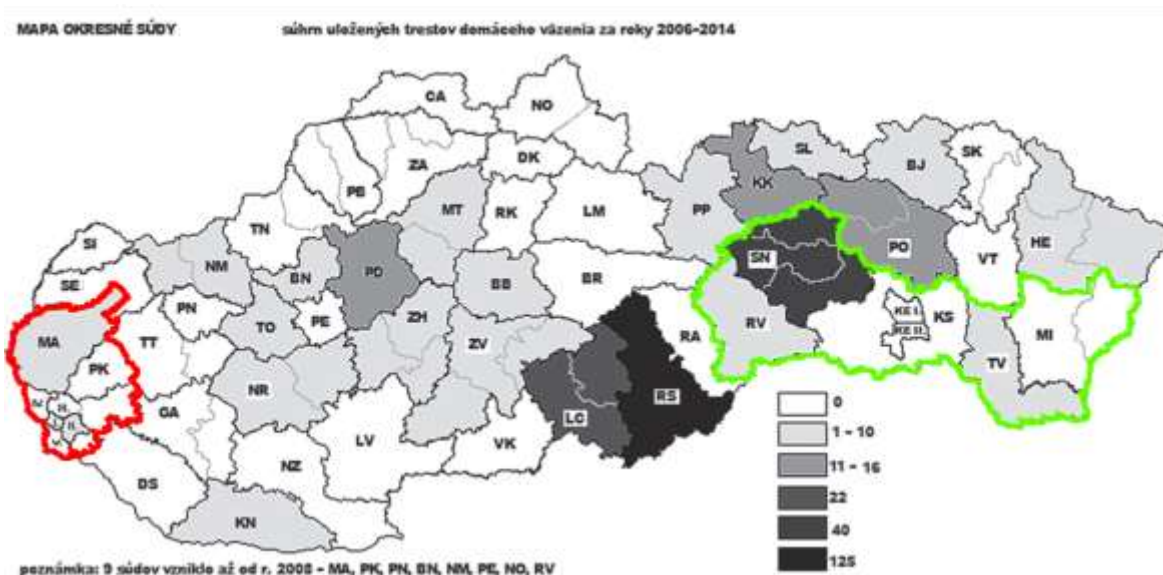 MAPA OKRESNÉ SÚDY súhrn uložených trestov domáceho väzenia za roky 2006-2014
CA
NO
ZA
DK
PB
SL
BJ
SK
KK
MT
RK
LM
PP
TN
SI
NM
PO
HE
SE
BN
PD
BB
BR
SN
VT
PN
TO
PE
ZH
MA
TT
ZV
RA
RV
KE I.
KE II.
KS
MI
PK
NR
TV
GA
LC
RS
LV
VK
NZ
DS
KN
0
1 - 10
11 - 16
22
40
125
poznámka: 9 súdov vzniklo až od r. 2008 - MA, PK, PN, BN, NM, PE, NO, RV